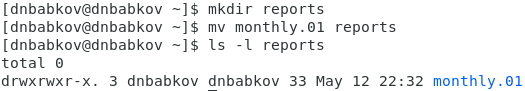 [dnbabkov@dnbabkov ~]$ mkdir reports
[dnbabkov@dnbabkov ~]$ mv monthly.01 reports
[dnbabkov@dnbabkov ~]$ ls -l reports
total 0
drwxrwxr-x. 3 dnbabkov dnbabkov 33 May 12 22:32 monthly.01